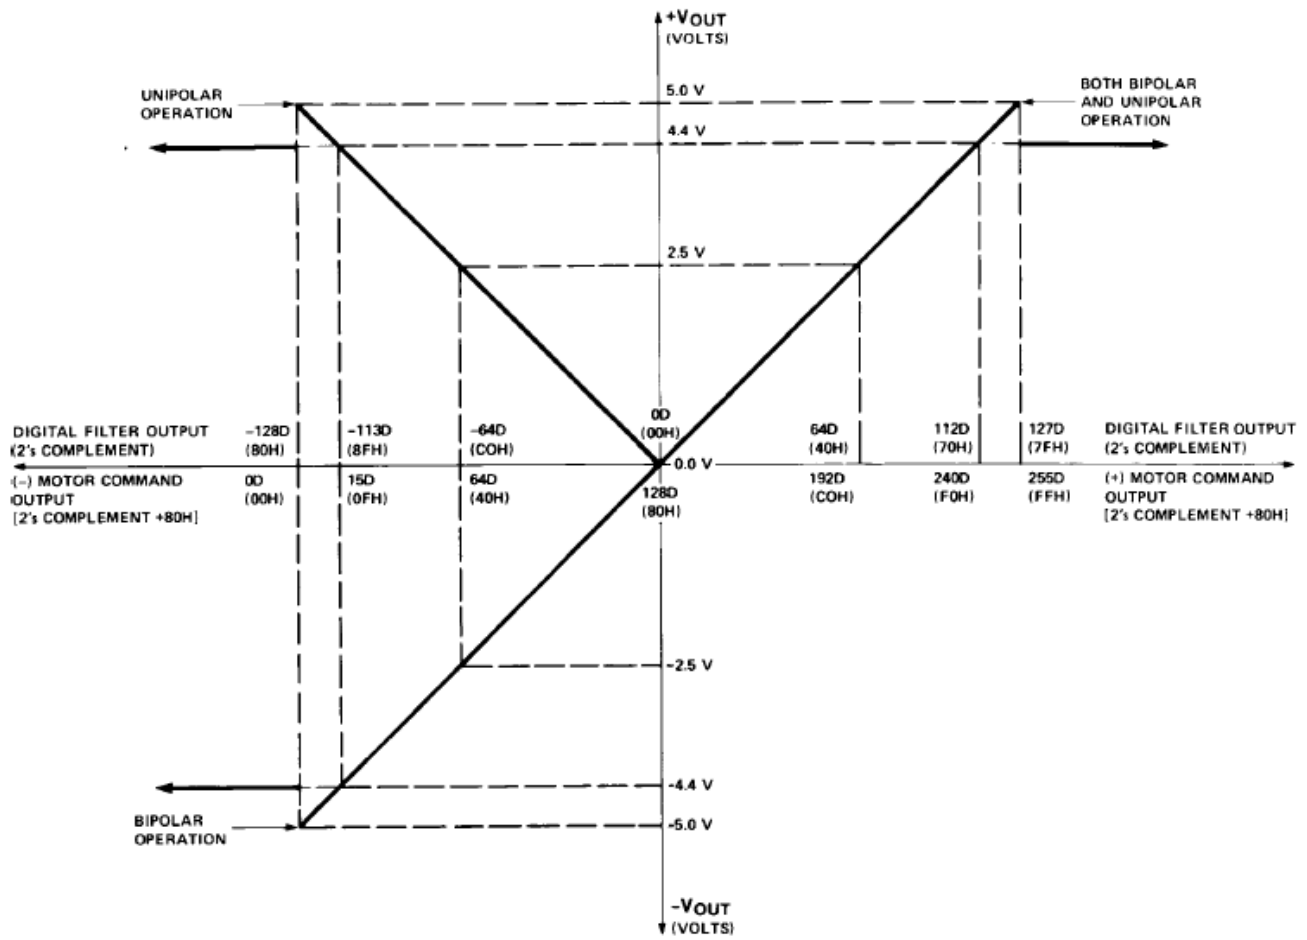 +VOUT
(VOLTS)
UNIPOLAR
OPERATION
5.0 V
BOTH BIPOLAR
AND UNIPOLAR
OPERATION
4.4 V
2.5 V
0D
(00H)
DIGITAL FILTER OUTPUT
(2's COMPLEMENT)
-128D
(80H)
-113D
(8FH)
-64D
(COH)
64D
(40H)
112D
(70H)
127D
(7FH)
DIGITAL FILTER OUTPUT
(2's COMPLEMENT)
0.0 V
(-) MOTOR COMMAND
OUTPUT
[2's COMPLEMENT +80H]
0D
(00H)
15D
(0FH)
64D
(40H)
128D
(80H)
192D
(COH)
240D
(F0H)
255D
(FFH)
(+) MOTOR COMMAND
OUTPUT
[2's COMPLEMENT +80H]
-2.5 V
-4.4 V
BIPOLAR
OPERATION
-5.0 V
-VOUT
(VOLTS)